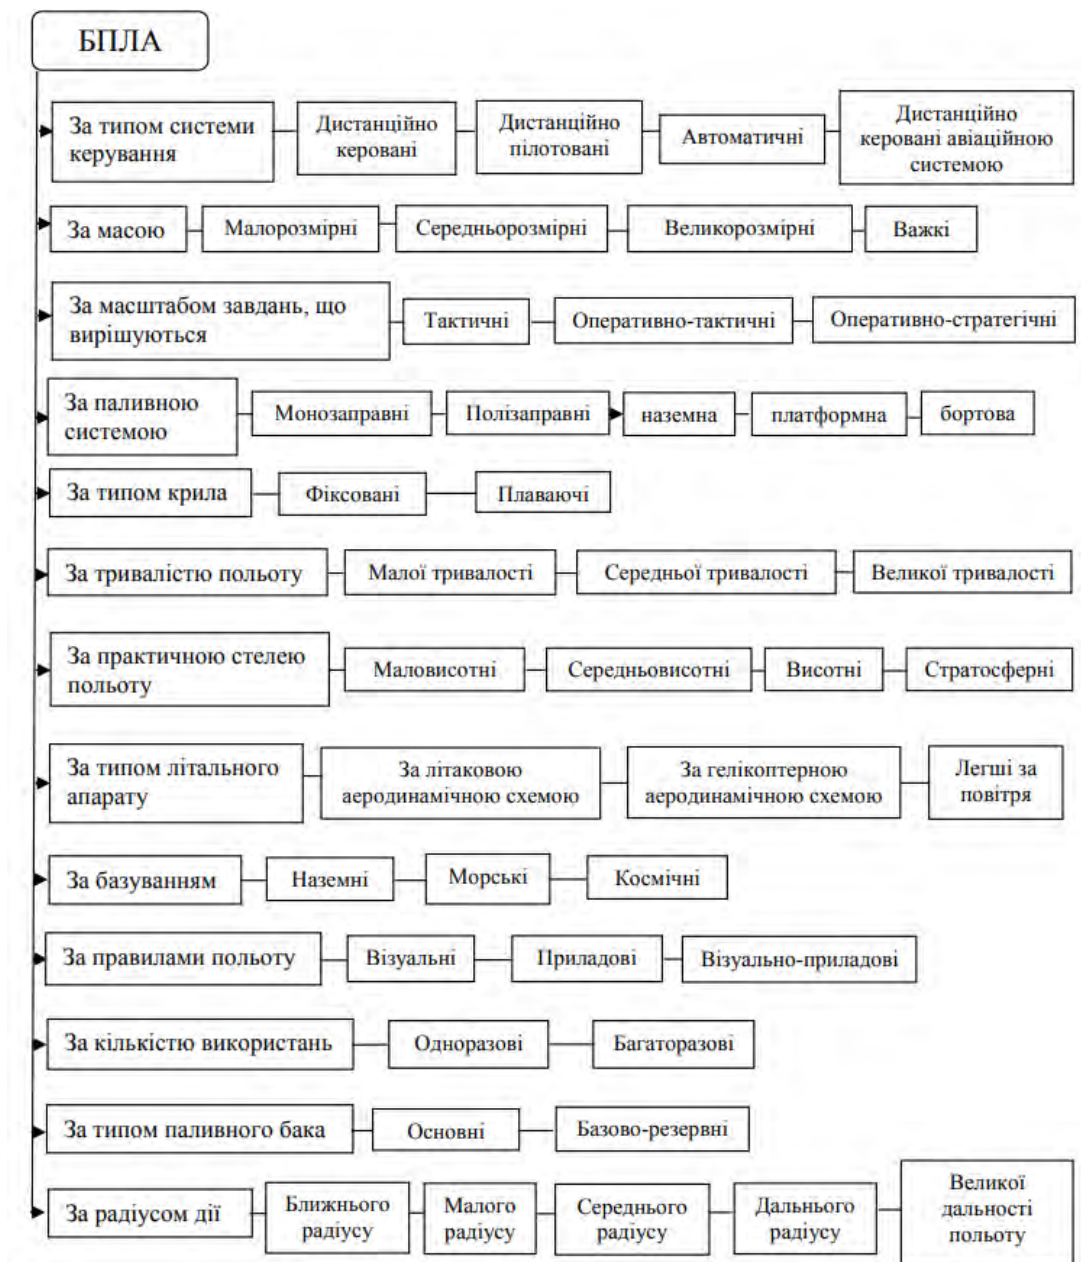 БПЛА
За типом системи
керування
Дистанційно
керовані
Дистанційно
пілотовані
Автоматичні
Дистанційно
керовані авіаційною
системою
За масою
Малорозмірні
Середньорозмірні
Великорозмірні
Важкі
За масштабом завдань, що
вирішуються
Тактичні
Оперативно-тактичні
Оперативно-стратегічні
За паливною
системою
Монозаправні
Полізаправні
наземна
платформна
бортова
За типом крила
Фіксовані
Плаваючі
За тривалістю польоту
Малої тривалості
Середньої тривалості
Великої тривалості
За практичною стелею
польоту
Маловисотні
Середньовисотні
Висотні
Стратосферні
За типом літального
апарату
За літаковою
аеродинамічною схемою
За гелікоптерною
аеродинамічною схемою
Легші за
повітря
За базуванням
Наземні
Морські
Космічні
За правилами польоту
Візуальні
Приладові
Візуально-приладові
За кількістю використань
Одноразові
Багаторазові
За типом паливного бака
Основні
Базово-резервні
За радіусом дії
Ближнього
радіусу
Малого
радіусу
Середнього
радіусу
Дальнього
радіусу
Великої
дальності
польоту